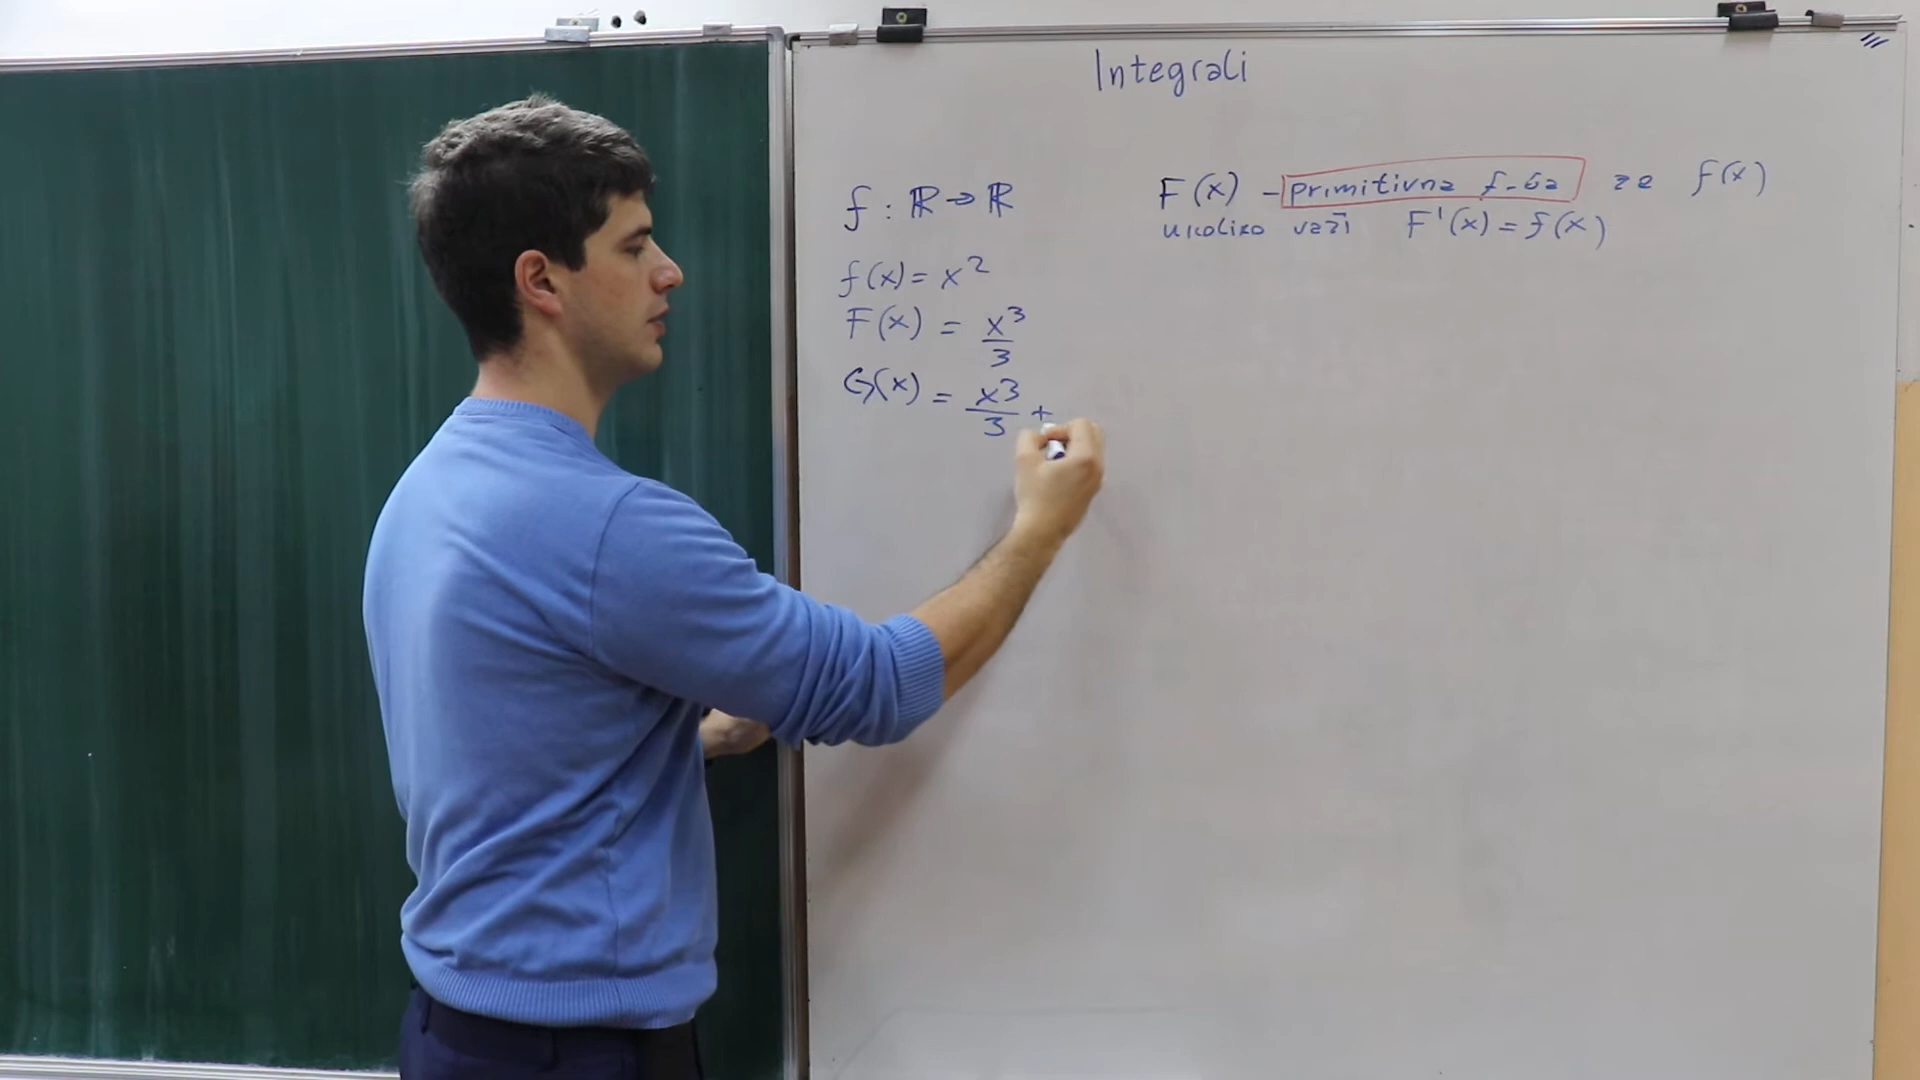 Integrali
f : ℝ → ℝ
f(x) = x²
F(x) = x³/3
G(x) = x³/3 +
F(x) – primitivna f-ja za f(x)
ukoliko važi F'(x) = f(x)